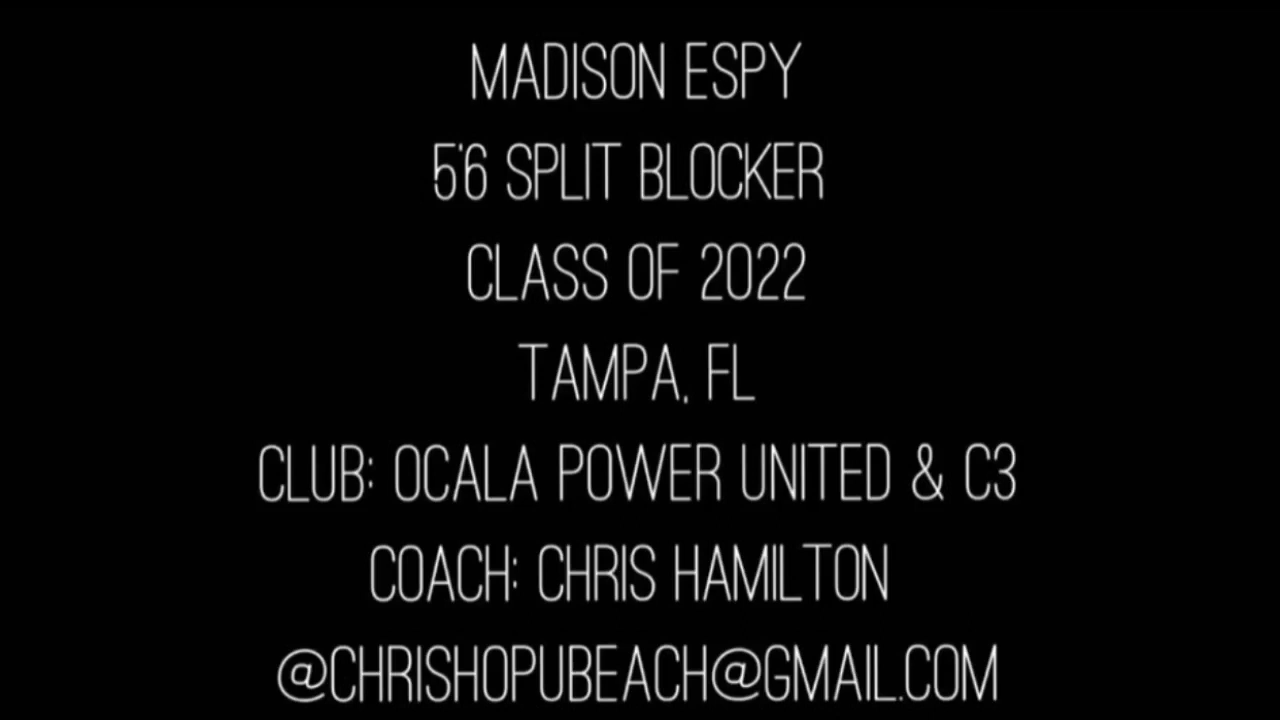 MADISON ESPY
5'6 SPLIT BLOCKER
CLASS OF 2022
TAMPA, FL
CLUB: OCALA POWER UNITED & C3
COACH: CHRIS HAMILTON
@CHRISHOPUBEACH@GMAIL.COM